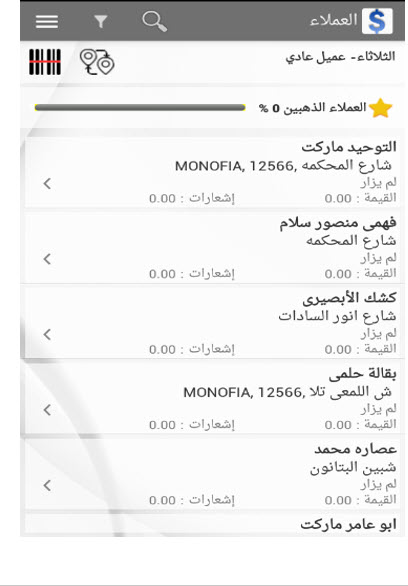 العملاء
الثلاثاء- عميل عادي
العملاء الذهبين 0 %
التوحيد ماركت
شارع المحكمه ,MONOFIA, 12566
لم يزار
القيمة : 0.00 إشعارات : 0.00
فهمى منصور سلام
شارع المحكمه
لم يزار
القيمة : 0.00 إشعارات : 0.00
كشك الأبصيرى
شارع انور السادات
لم يزار
القيمة : 0.00 إشعارات : 0.00
بقالة حلمى
ش اللمعى تلا ,MONOFIA, 12566
لم يزار
القيمة : 0.00 إشعارات : 0.00
عصاره محمد
شبين البتانون
لم يزار
القيمة : 0.00 إشعارات : 0.00
ابو عامر ماركت